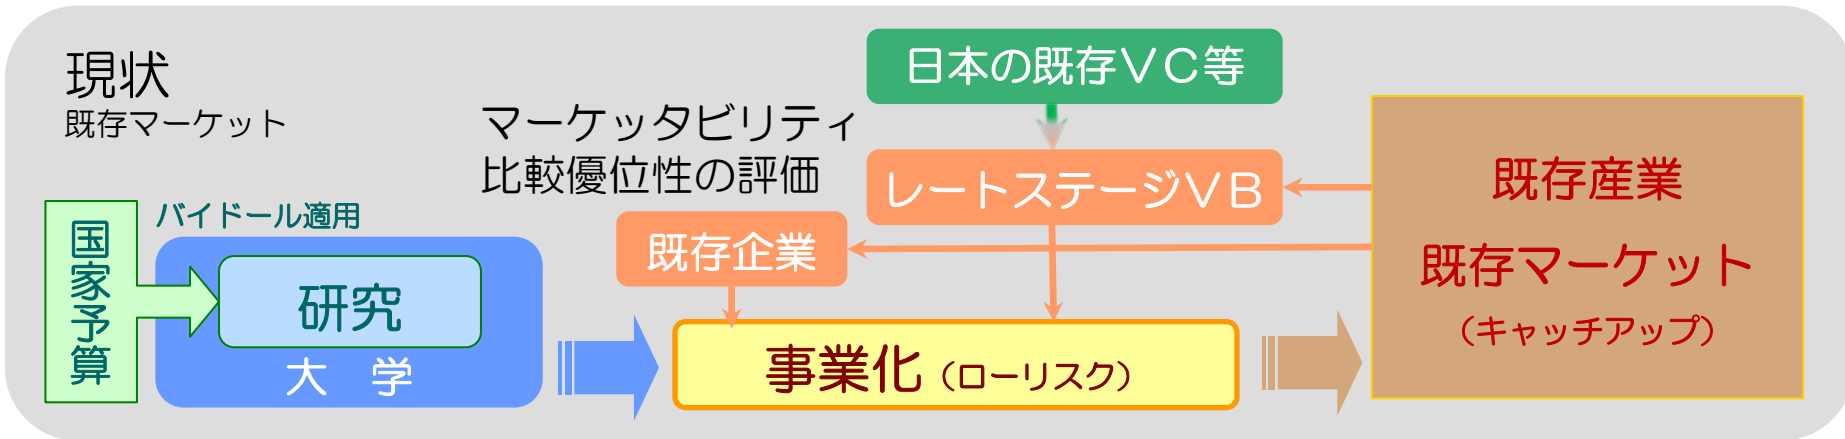 現状
既存マーケット
国家予算
バイドール適用
研究
大　学
マーケッタビリティ
比較優位性の評価
日本の既存ＶＣ等
レートステージＶＢ
既存企業
事業化（ローリスク）
既存産業
既存マーケット
（キャッチアップ）